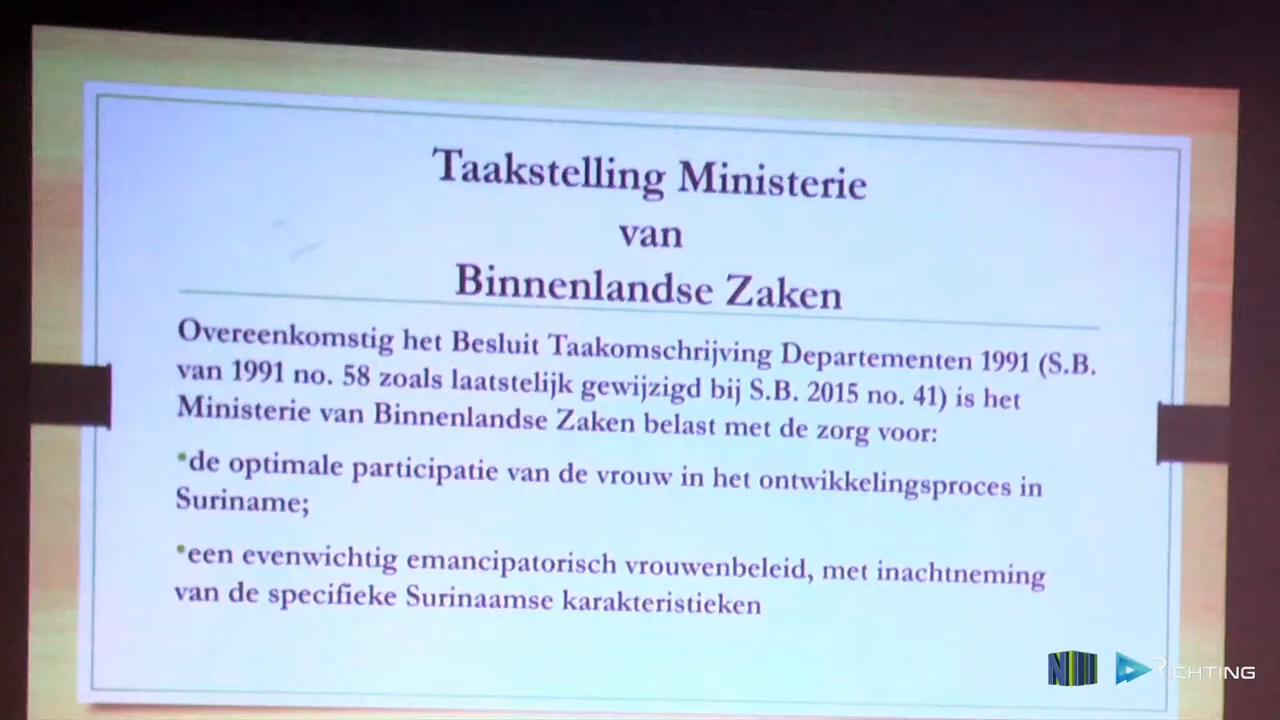 Taakstelling Ministerie
van
Binnenlandse Zaken
Overeenkomstig het Besluit Taakomschrijving Departementen 1991 (S.B.
van 1991 no. 58 zoals laatstelijk gewijzigd bij S.B. 2015 no. 41) is het
Ministerie van Binnenlandse Zaken belast met de zorg voor:
•de optimale participatie van de vrouw in het ontwikkelingsproces in
Suriname;
•een evenwichtig emancipatorisch vrouwenbeleid, met inachtneming
van de specifieke Surinaamse karakteristieken
RICHTING